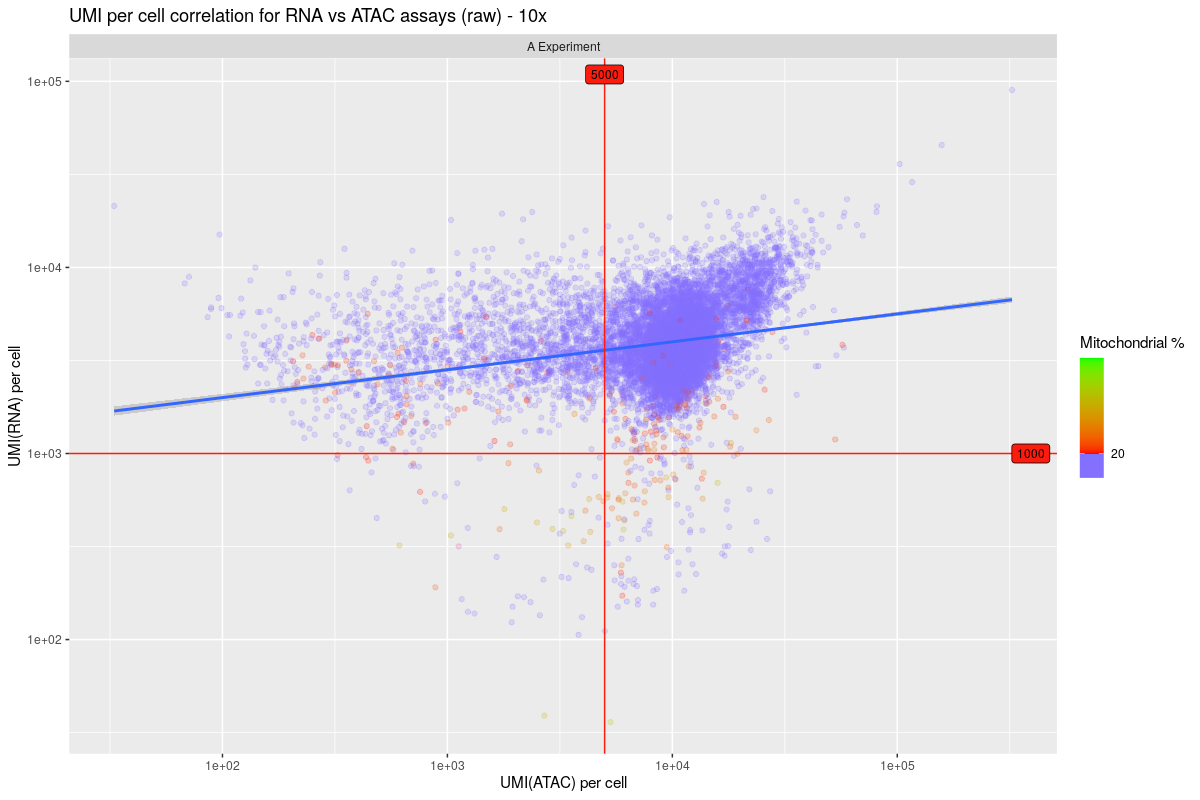 UMI per cell correlation for RNA vs ATAC assays (raw) - 10x
A Experiment
5000
1e+05
1e+04
1e+03
1e+02
UMI(RNA) per cell
1000
Mitochondrial %
20
1e+02
1e+03
1e+04
1e+05
UMI(ATAC) per cell